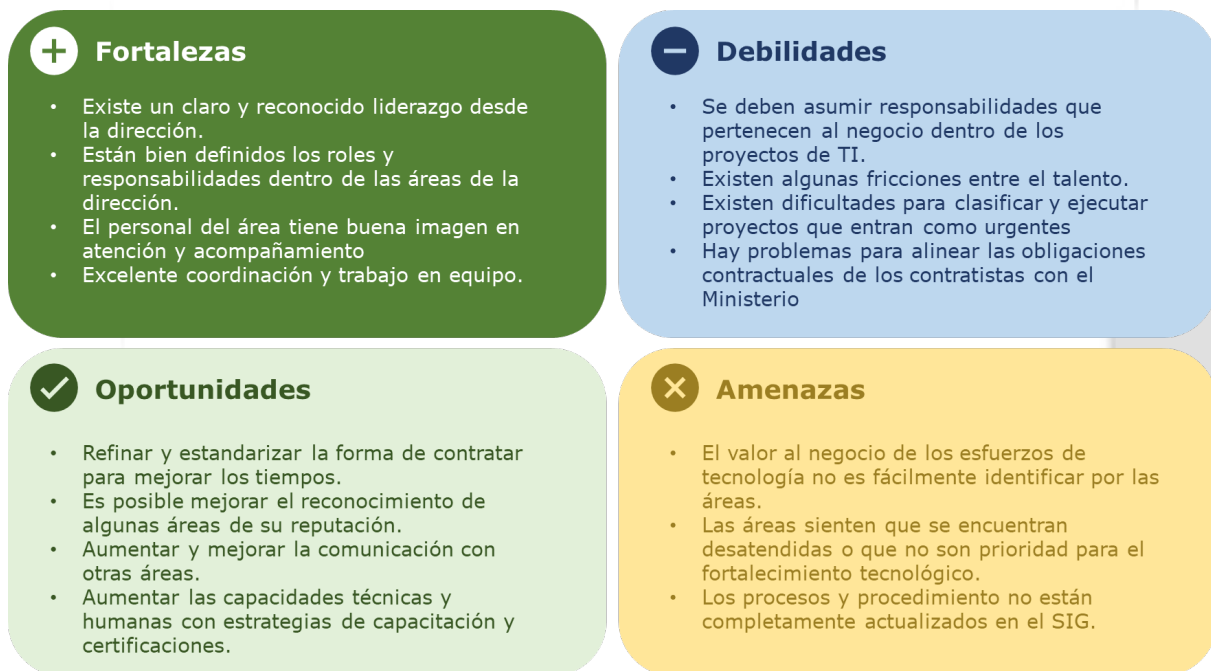 Fortalezas
• Existe un claro y reconocido liderazgo desde
la dirección.
• Están bien definidos los roles y
responsabilidades dentro de las áreas de la
dirección.
• El personal del área tiene buena imagen en
atención y acompañamiento
• Excelente coordinación y trabajo en equipo.
Debilidades
• Se deben asumir responsabilidades que
pertenecen al negocio dentro de los
proyectos de TI.
• Existen algunas fricciones entre el talento.
• Existen dificultades para clasificar y ejecutar
proyectos que entran como urgentes
• Hay problemas para alinear las obligaciones
contractuales de los contratistas con el
Ministerio
Oportunidades
• Refinar y estandarizar la forma de contratar
para mejorar los tiempos.
• Es posible mejorar el reconocimiento de
algunas áreas de su reputación.
• Aumentar y mejorar la comunicación con
otras áreas.
• Aumentar las capacidades técnicas y
humanas con estrategias de capacitación y
certificaciones.
Amenazas
• El valor al negocio de los esfuerzos de
tecnología no es fácilmente identificar por las
áreas.
• Las áreas sienten que se encuentran
desatendidas o que no son prioridad para el
fortalecimiento tecnológico.
• Los procesos y procedimiento no están
completamente actualizados en el SIG.